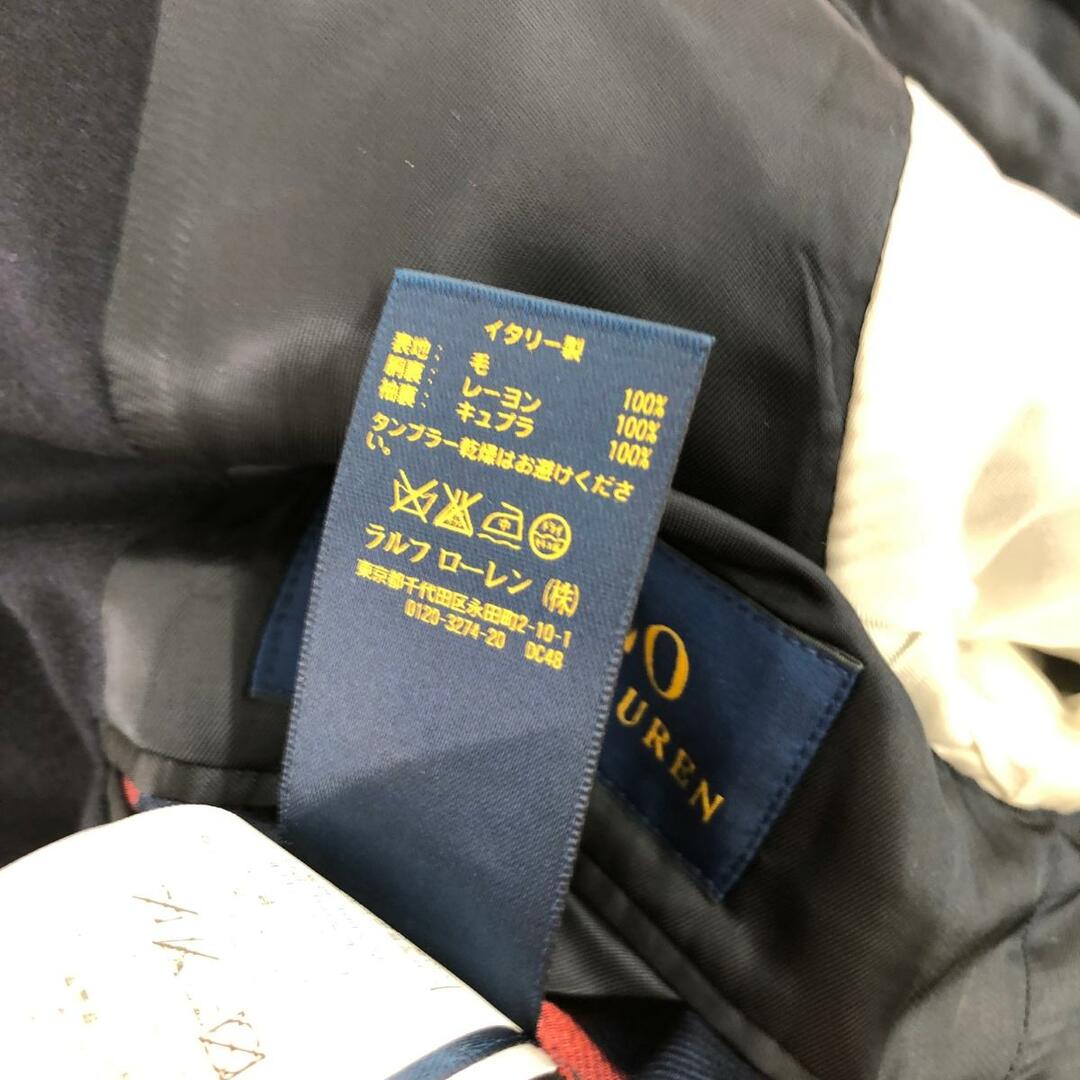 イタリー製
表地: 毛 100%
胴裏: レーヨン 100%
袖裏: キュプラ 100%
タンブラー乾燥はお避けくださ
い。
ラルフ ローレン (株)
東京都千代田区永田町2-10-1
0120-3274-20 DC48
UREN